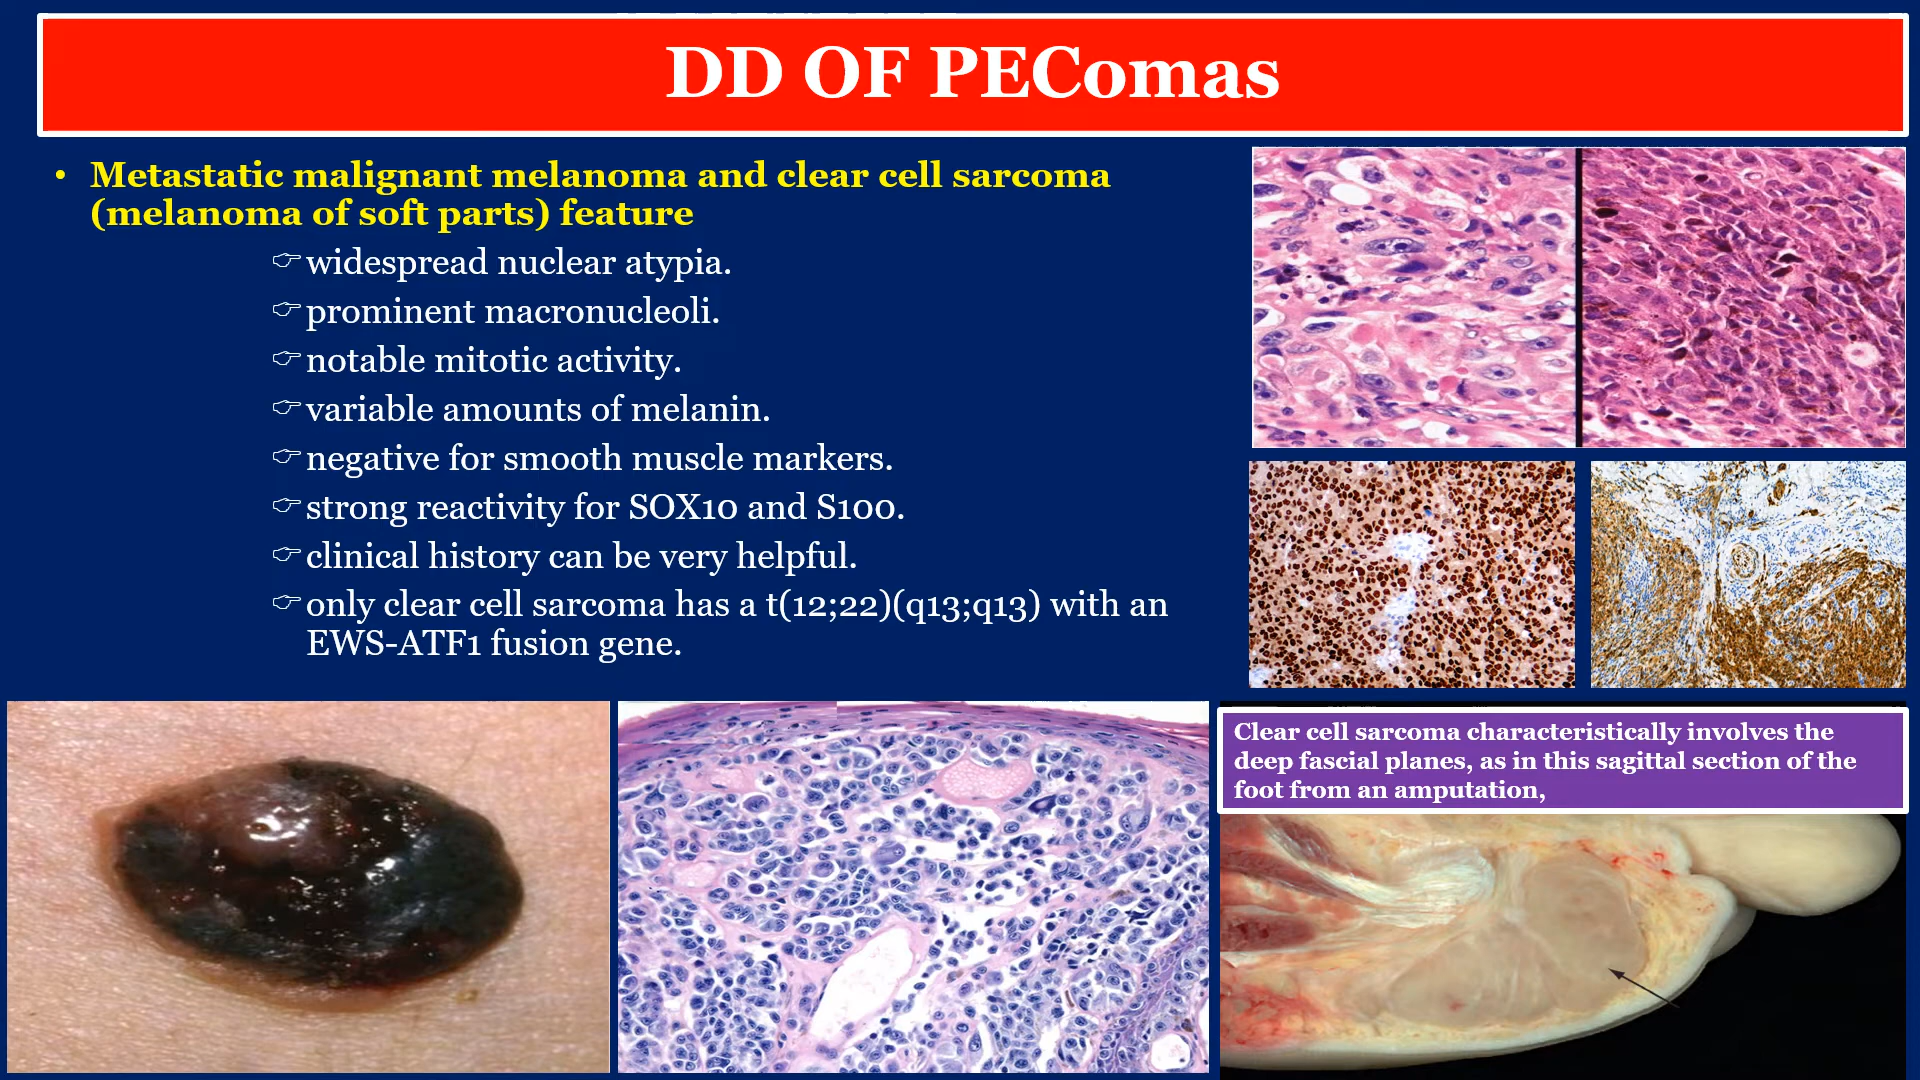 DD OF PEComas
• Metastatic malignant melanoma and clear cell sarcoma
(melanoma of soft parts) feature
☞ widespread nuclear atypia.
☞ prominent macronucleoli.
☞ notable mitotic activity.
☞ variable amounts of melanin.
☞ negative for smooth muscle markers.
☞ strong reactivity for SOX10 and S100.
☞ clinical history can be very helpful.
☞ only clear cell sarcoma has a t(12;22)(q13;q13) with an
EWS-ATF1 fusion gene.
Clear cell sarcoma characteristically involves the
deep fascial planes, as in this sagittal section of the
foot from an amputation,